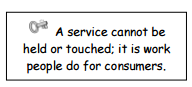 A service cannot be
held or touched; it is work
people do for consumers.